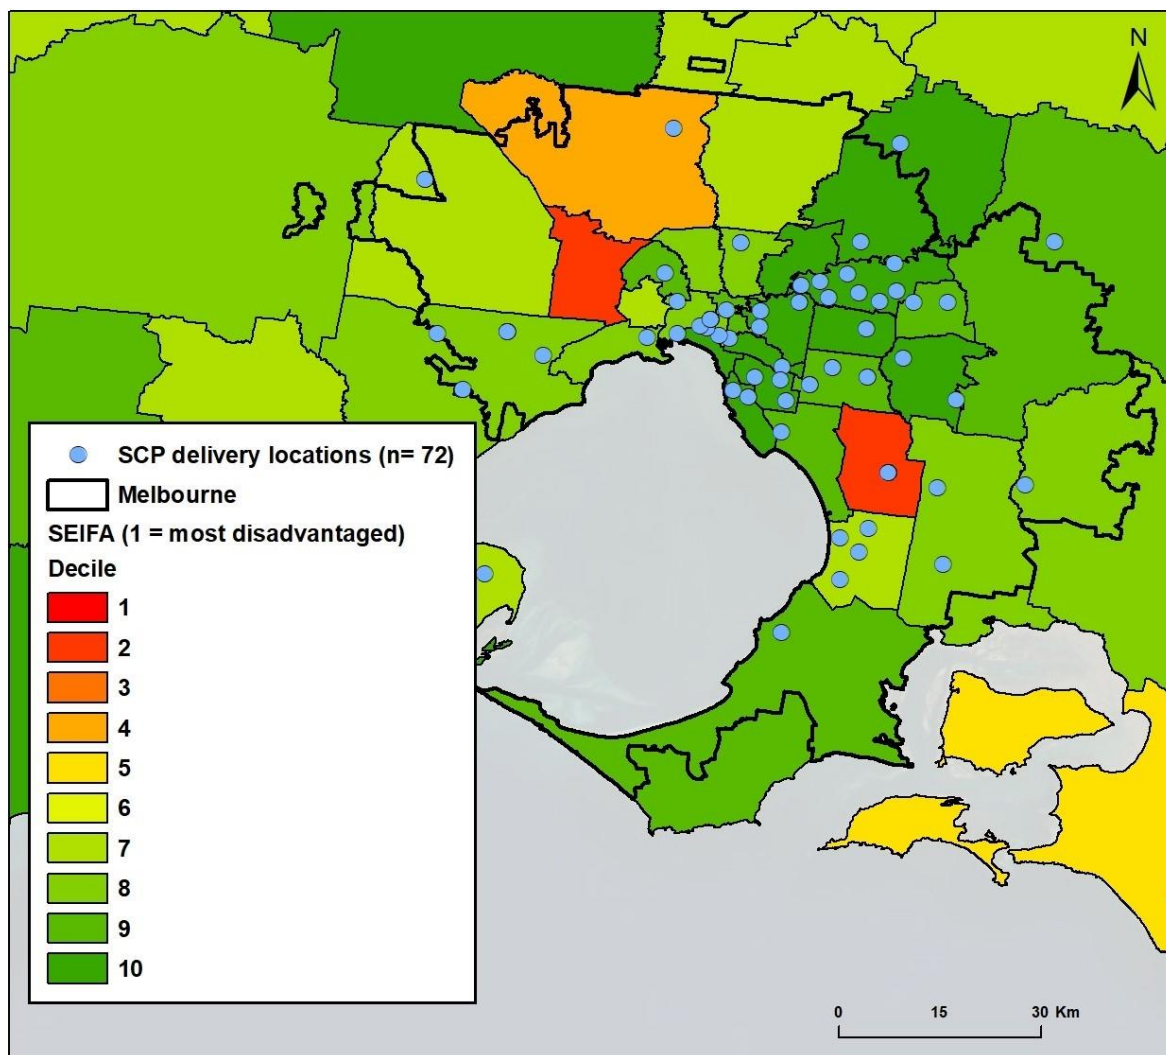 N
SCP delivery locations (n= 72)
Melbourne
SEIFA (1 = most disadvantaged)
Decile
1
2
3
4
5
6
7
8
9
10
0 15 30 Km